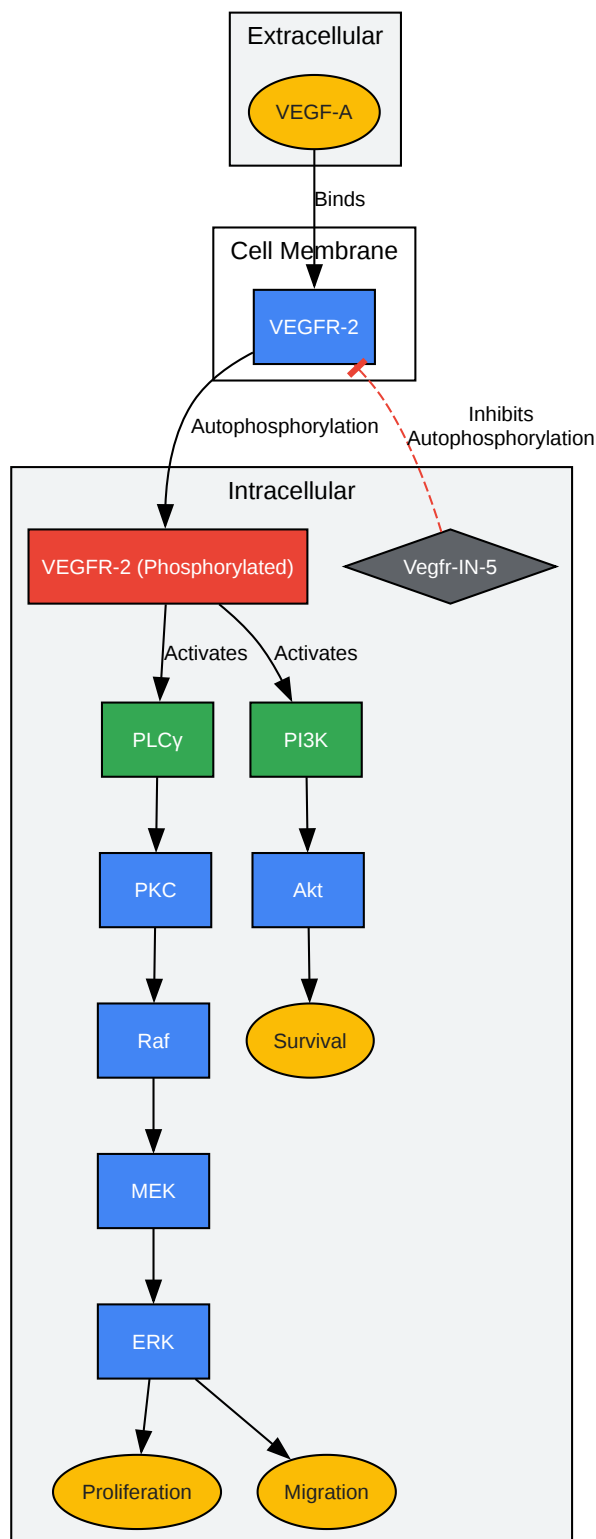 Extracellular
VEGF-A
Binds
Cell Membrane
VEGFR-2
Autophosphorylation
Inhibits
Autophosphorylation
Intracellular
VEGFR-2 (Phosphorylated)
Vegfr-IN-5
Activates
Activates
PLCγ
PI3K
PKC
Akt
Raf
Survival
MEK
ERK
Proliferation
Migration